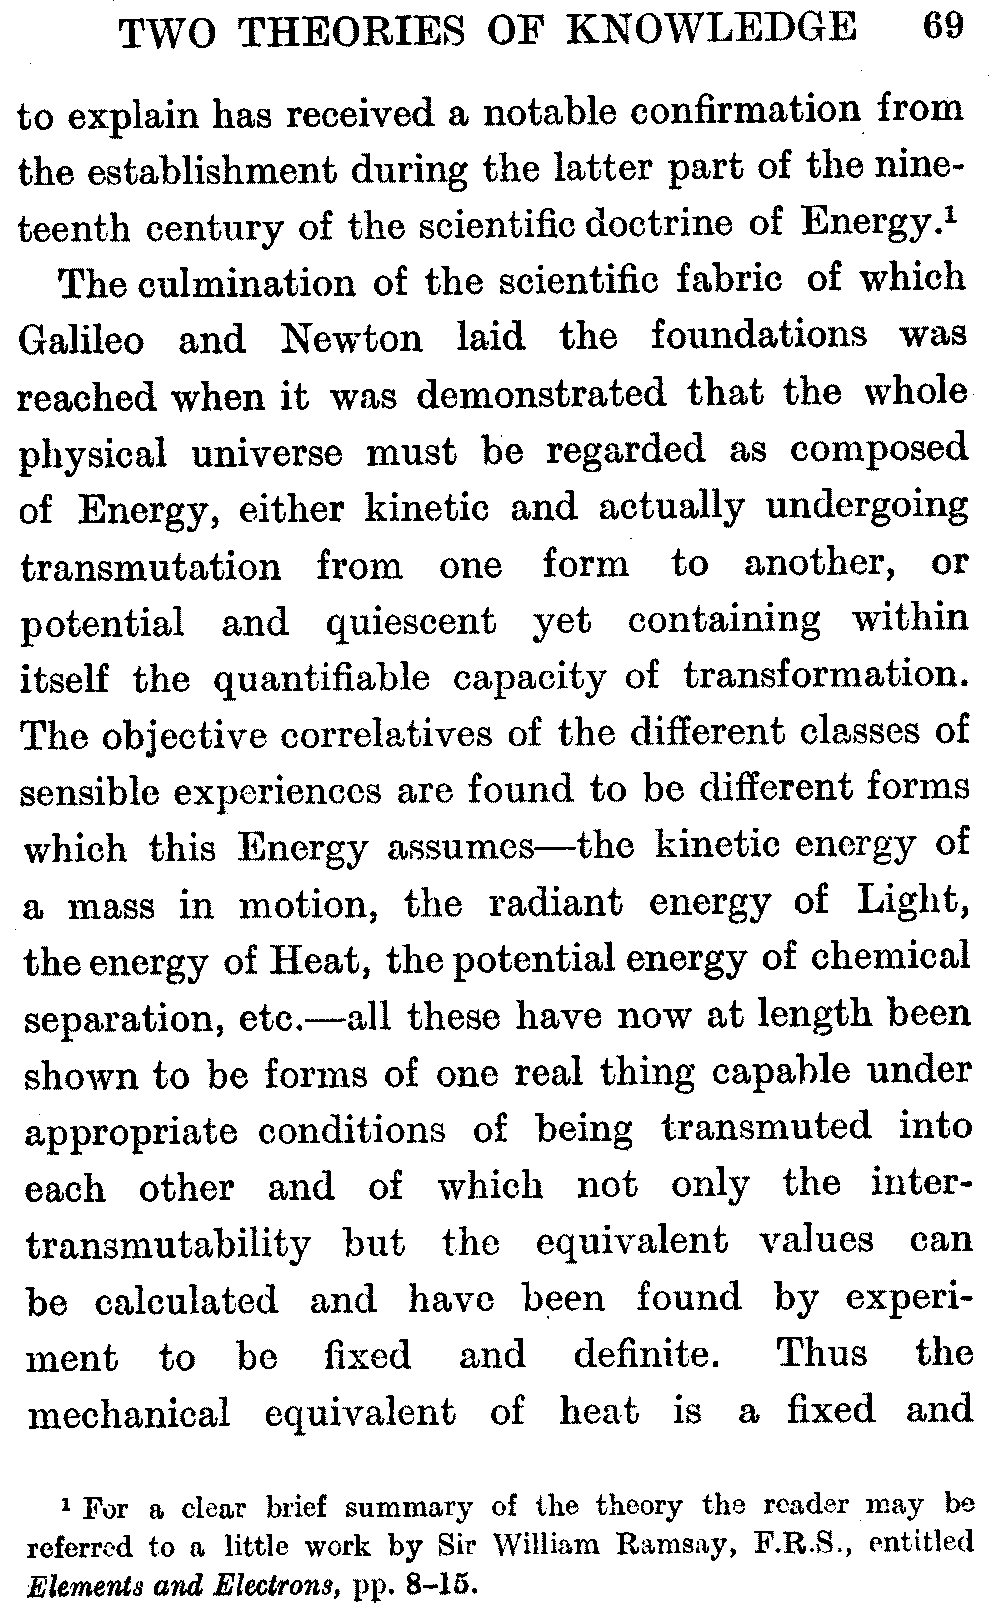 TWO THEORIES OF KNOWLEDGE 69
to explain has received a notable confirmation from
the establishment during the latter part of the nine-
teenth century of the scientific doctrine of Energy.¹
The culmination of the scientific fabric of which
Galileo and Newton laid the foundations was
reached when it was demonstrated that the whole
physical universe must be regarded as composed
of Energy, either kinetic and actually undergoing
transmutation from one form to another, or
potential and quiescent yet containing within
itself the quantifiable capacity of transformation.
The objective correlatives of the different classes of
sensible experiences are found to be different forms
which this Energy assumes—the kinetic energy of
a mass in motion, the radiant energy of Light,
the energy of Heat, the potential energy of chemical
separation, etc.—all these have now at length been
shown to be forms of one real thing capable under
appropriate conditions of being transmuted into
each other and of which not only the inter-
transmutability but the equivalent values can
be calculated and have been found by experi-
ment to be fixed and definite. Thus the
mechanical equivalent of heat is a fixed and
¹ For a clear brief summary of the theory the reader may be
referred to a little work by Sir William Ramsay, F.R.S., entitled
Elements and Electrons, pp. 8–15.